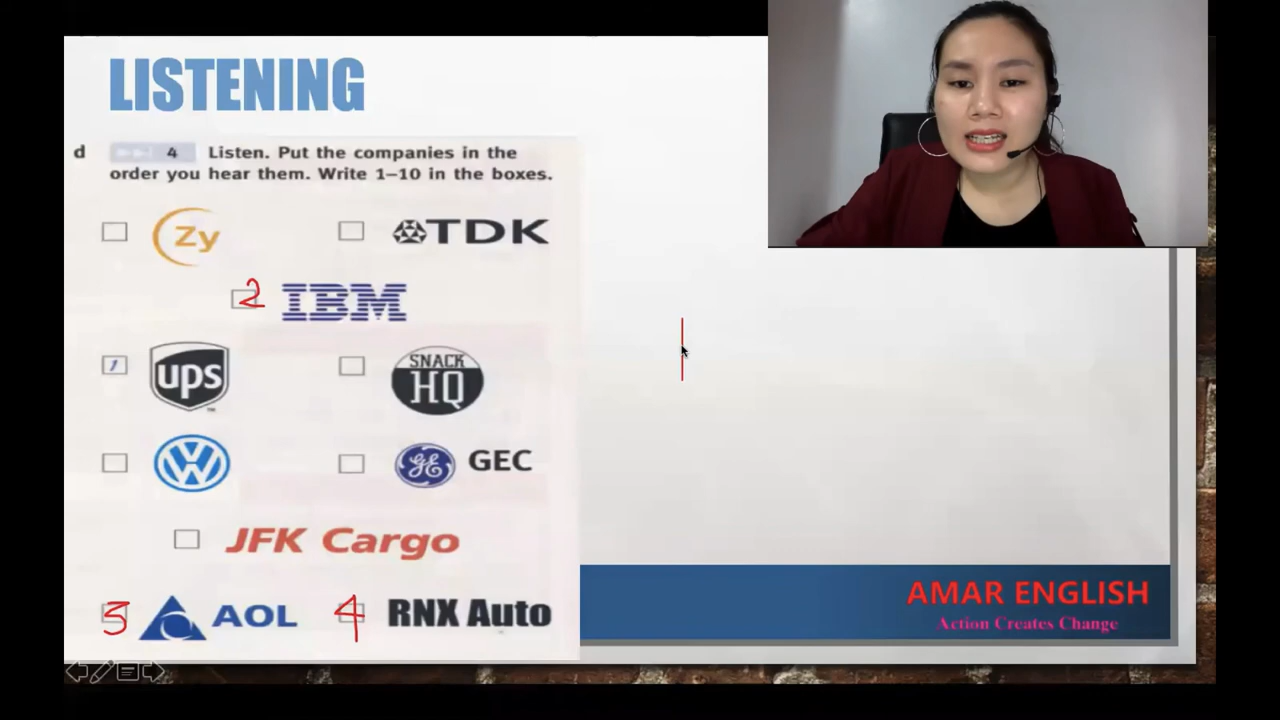 LISTENING
d 4 Listen. Put the companies in the
order you hear them. Write 1–10 in the boxes.
Zy TDK
2 IBM
1 ups SNACK HQ
VW GE GEC
JFK Cargo
AOL 4 RNX Auto
AMAR ENGLISH
Action Creates Change